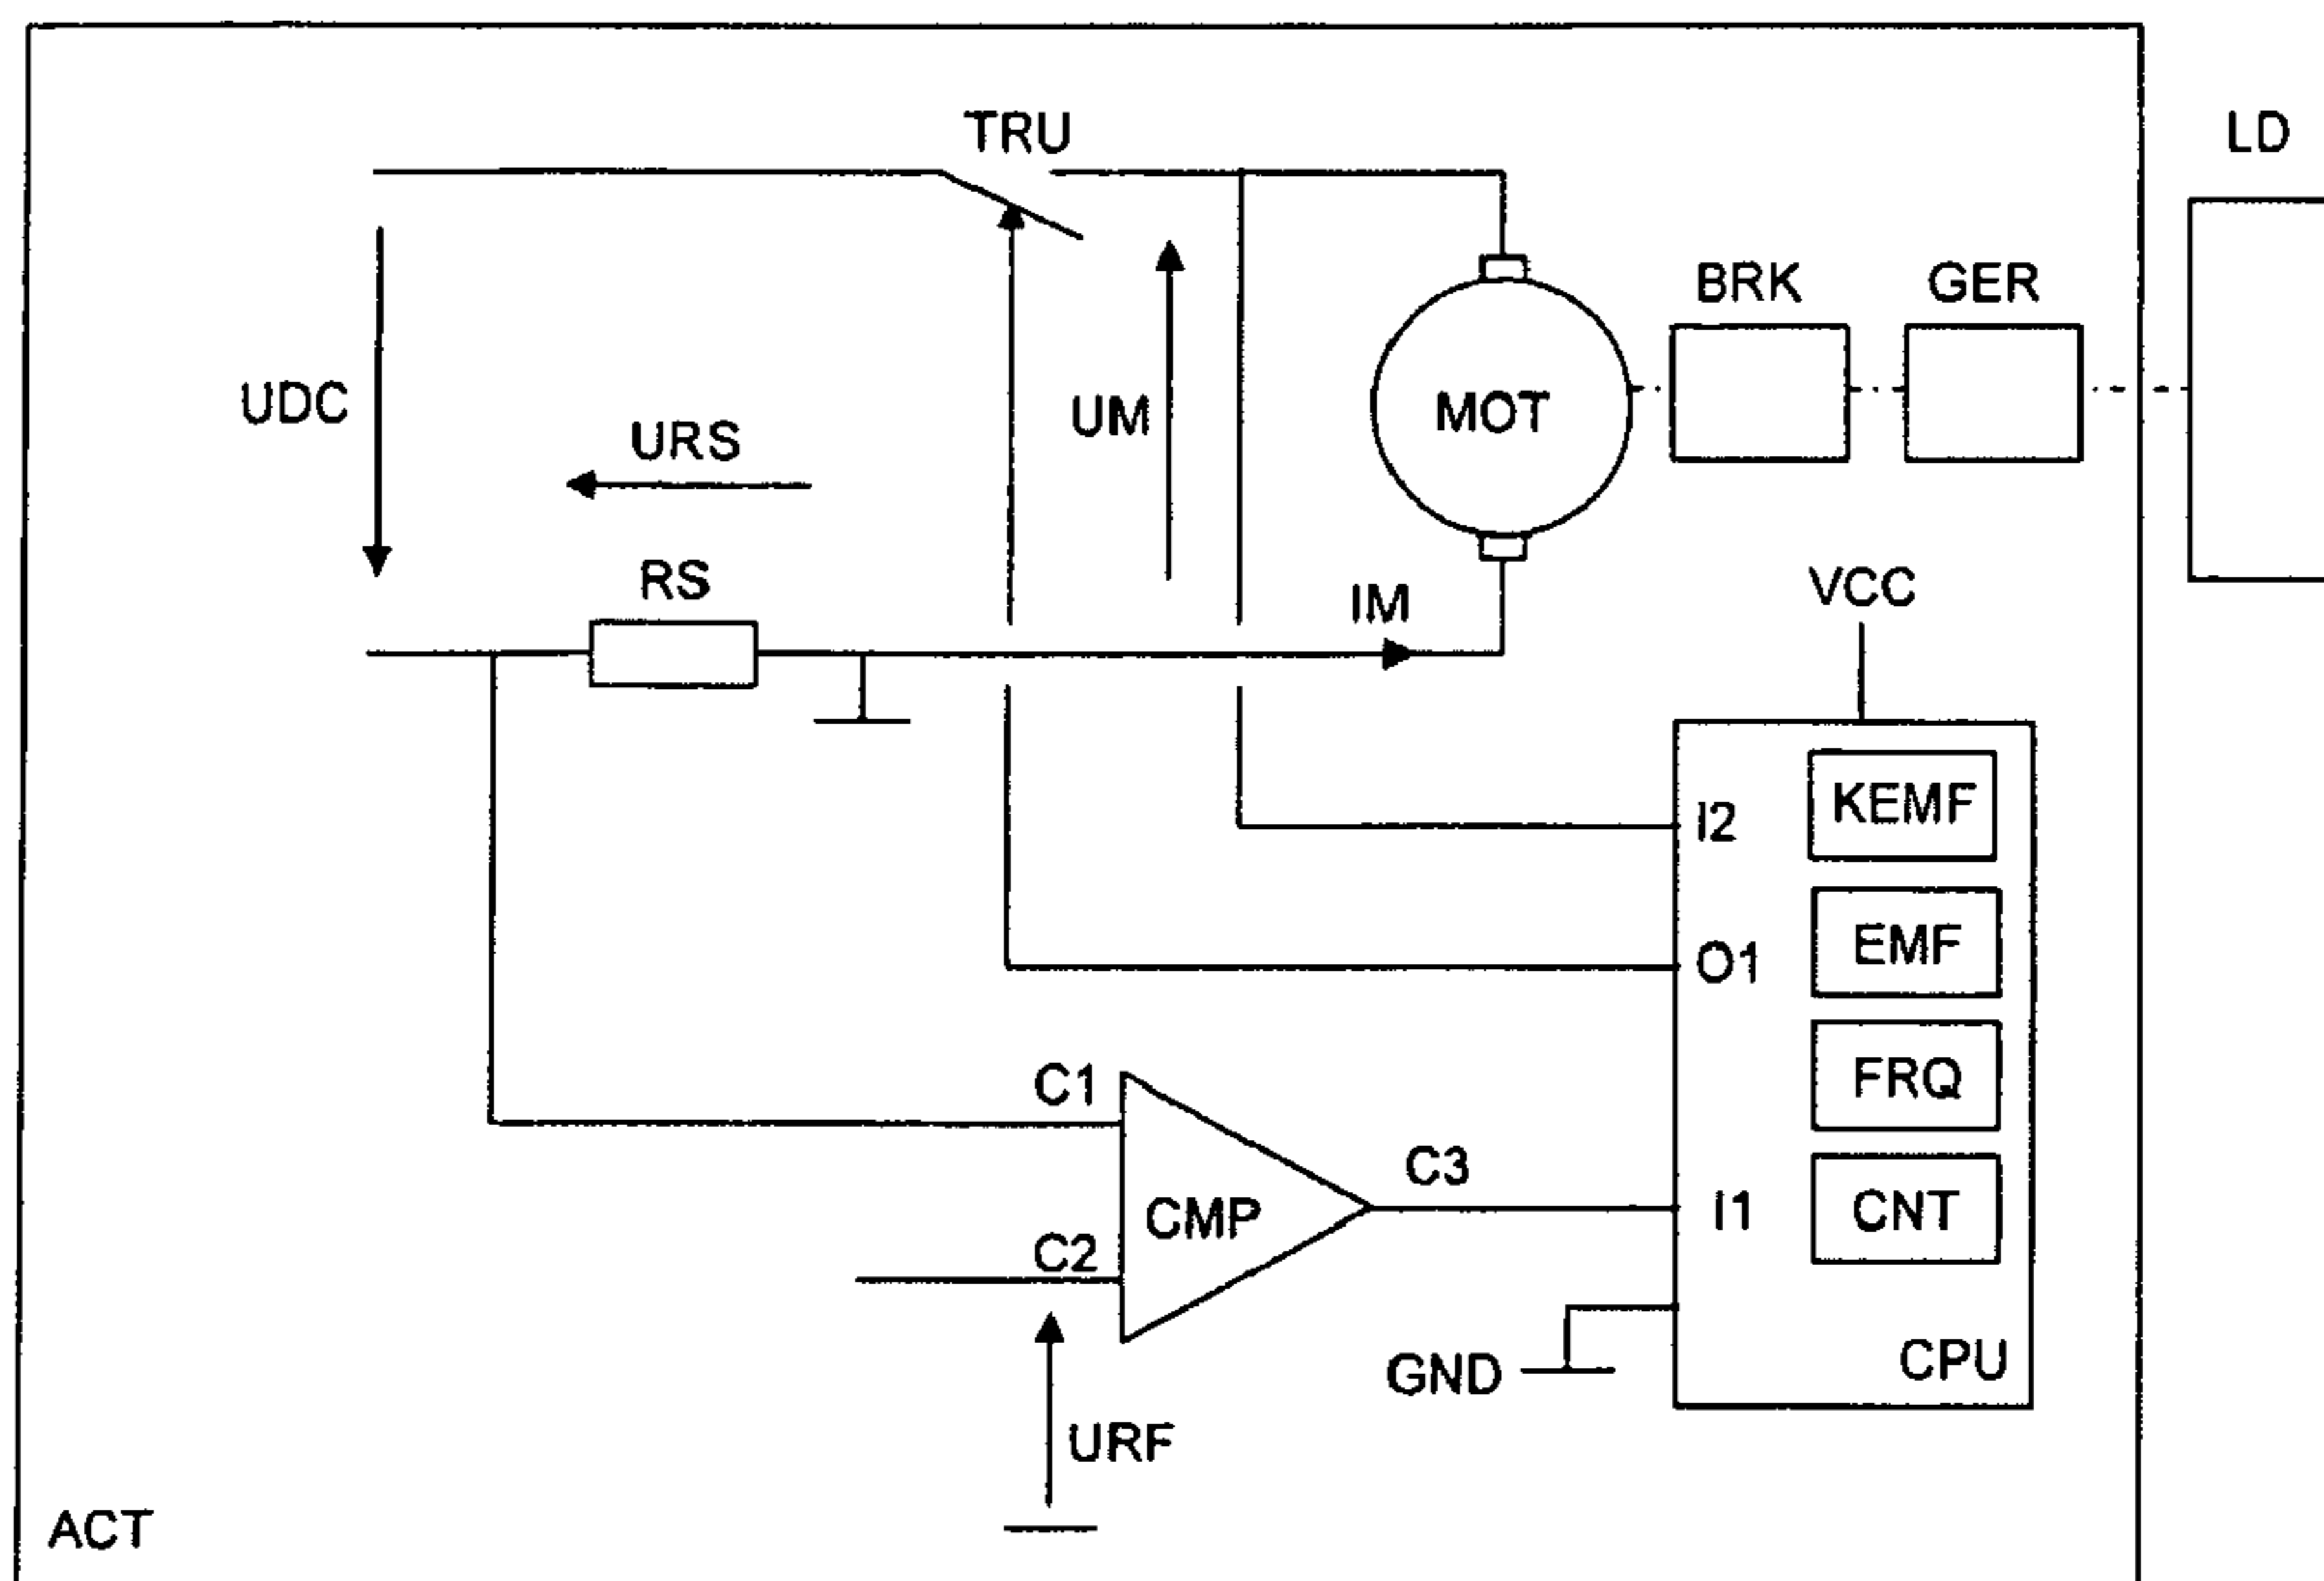 TRU
LD
BRK
GER
UDC
URS
UM
MOT
RS
IM
VCC
KEMF
I2
EMF
O1
FRQ
C1
C3
CNT
I1
CMP
C2
CPU
GND
URF
ACT